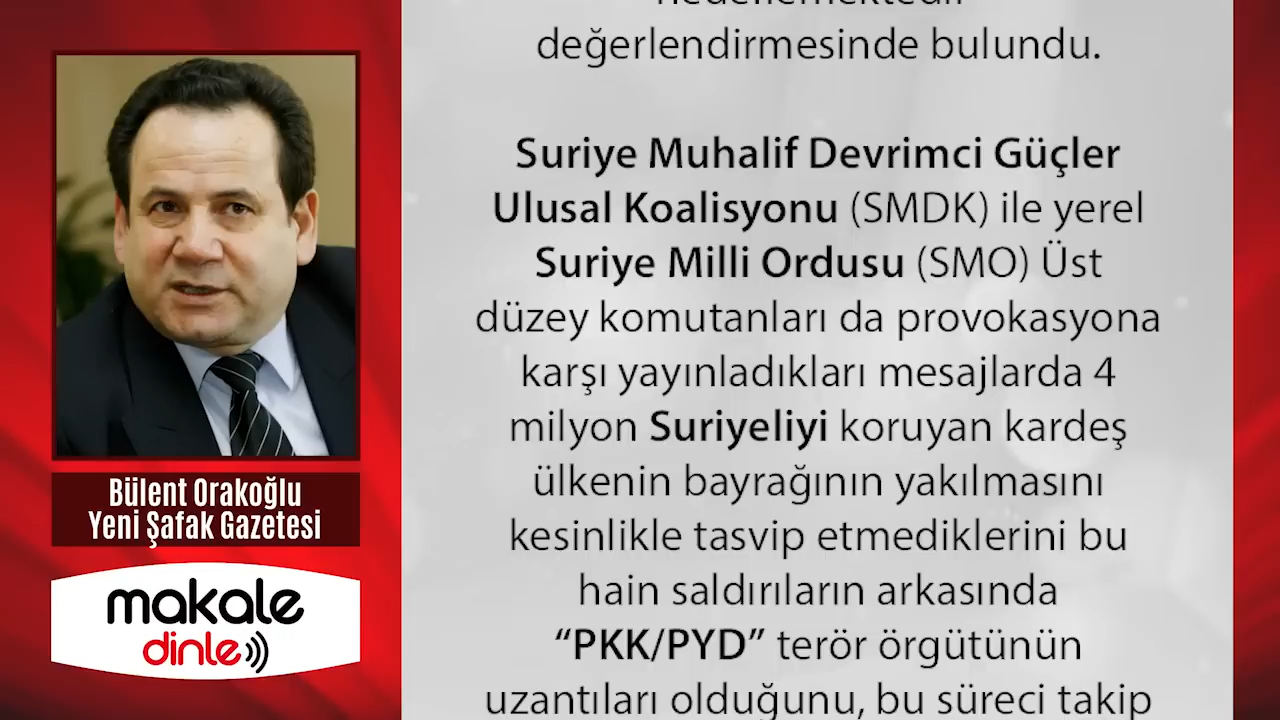 değerlendirmesinde bulundu.
Suriye Muhalif Devrimci Güçler
Ulusal Koalisyonu (SMDK) ile yerel
Suriye Milli Ordusu (SMO) Üst
düzey komutanları da provokasyona
karşı yayınladıkları mesajlarda 4
milyon Suriyeliyi koruyan kardeş
ülkenin bayrağının yakılmasını
kesinlikle tasvip etmediklerini bu
hain saldırıların arkasında
“PKK/PYD” terör örgütünün
uzantıları olduğunu, bu süreci takip
Bülent Orakoğlu
Yeni Şafak Gazetesi
makale
dinle